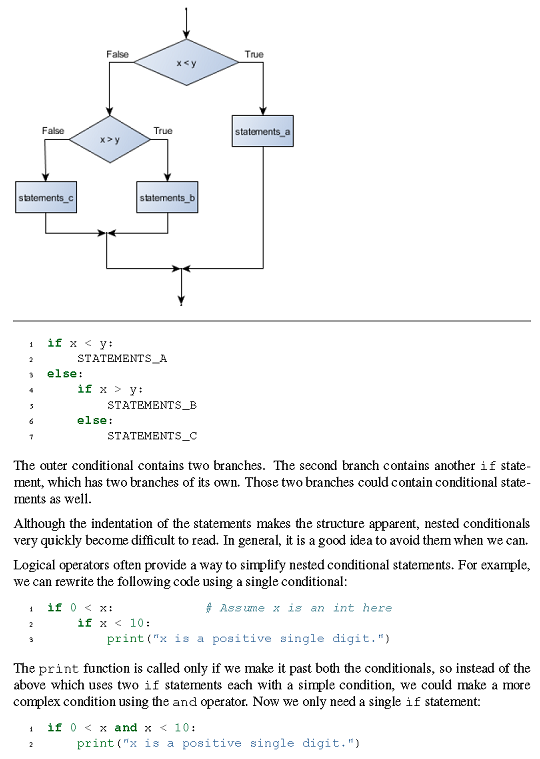 False
True
x < y
False
True
statements_a
x > y
statements_c
statements_b
1 if x < y:
2     STATEMENTS_A
3 else:
4     if x > y:
5         STATEMENTS_B
6     else:
7         STATEMENTS_C
The outer conditional contains two branches. The second branch contains another if state-
ment, which has two branches of its own. Those two branches could contain conditional state-
ments as well.
Although the indentation of the statements makes the structure apparent, nested conditionals
very quickly become difficult to read. In general, it is a good idea to avoid them when we can.
Logical operators often provide a way to simplify nested conditional statements. For example,
we can rewrite the following code using a single conditional:
1 if 0 < x:            # Assume x is an int here
2     if x < 10:
3         print("x is a positive single digit.")
The print function is called only if we make it past both the conditionals, so instead of the
above which uses two if statements each with a simple condition, we could make a more
complex condition using the and operator. Now we only need a single if statement:
1 if 0 < x and x < 10:
2     print("x is a positive single digit.")